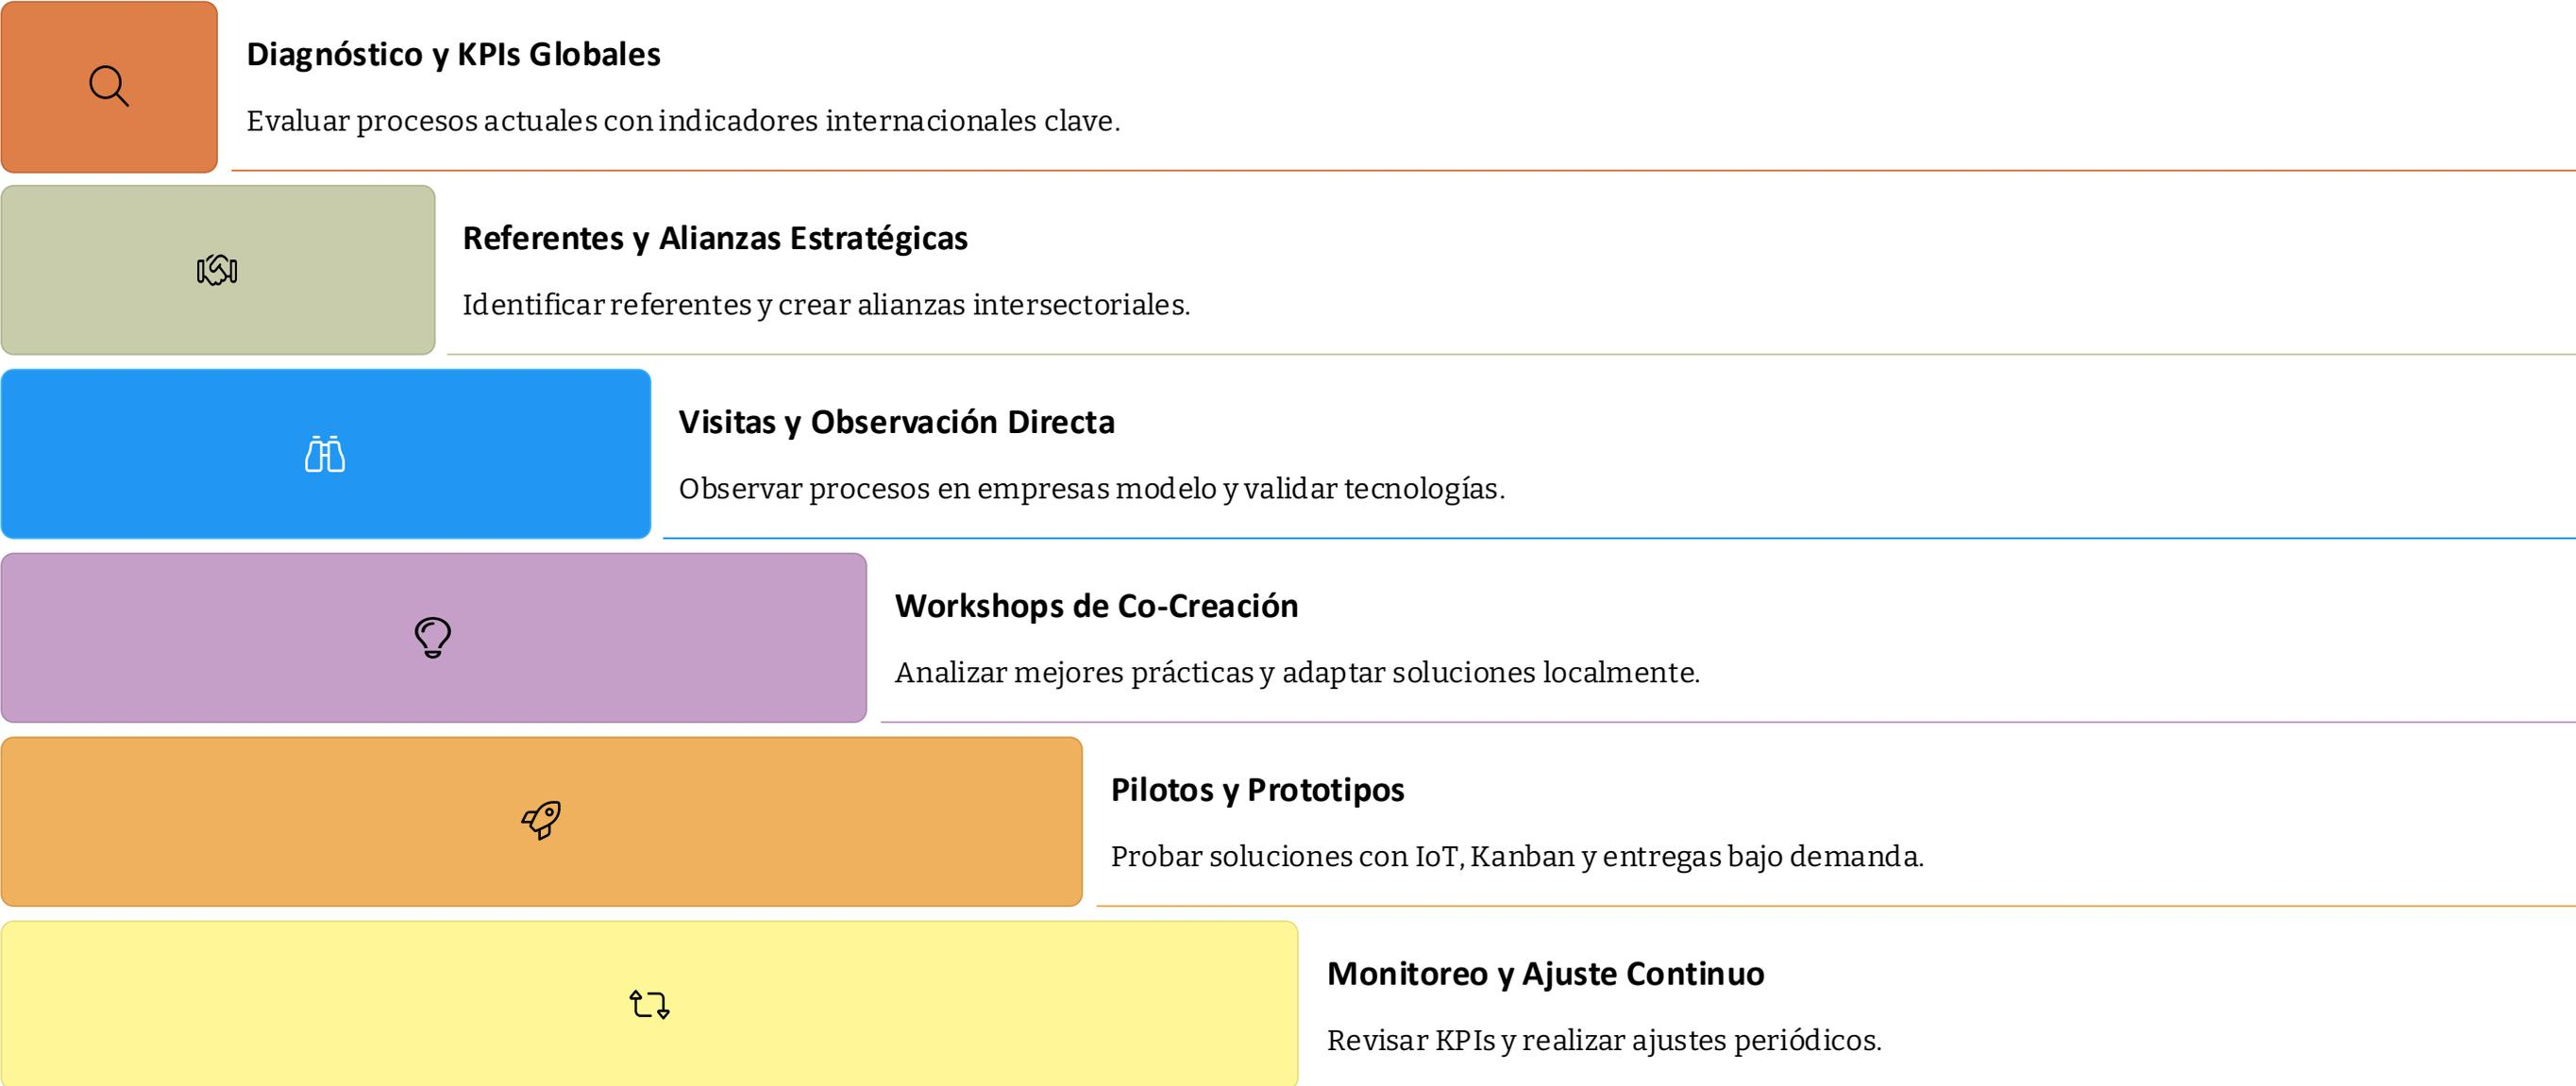 Diagnóstico y KPIs Globales
Evaluar procesos actuales con indicadores internacionales clave.
Referentes y Alianzas Estratégicas
Identificar referentes y crear alianzas intersectoriales.
Visitas y Observación Directa
Observar procesos en empresas modelo y validar tecnologías.
Workshops de Co-Creación
Analizar mejores prácticas y adaptar soluciones localmente.
Pilotos y Prototipos
Probar soluciones con IoT, Kanban y entregas bajo demanda.
Monitoreo y Ajuste Continuo
Revisar KPIs y realizar ajustes periódicos.